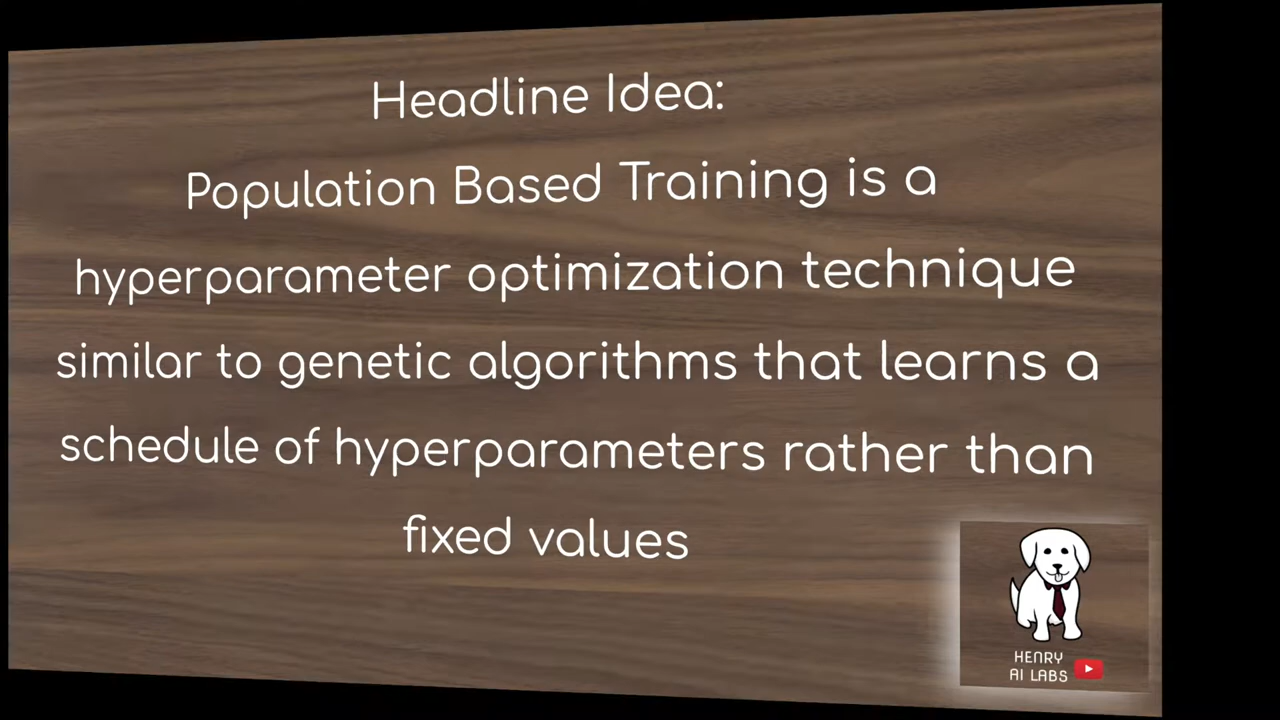 Headline Idea:
Population Based Training is a
hyperparameter optimization technique
similar to genetic algorithms that learns a
schedule of hyperparameters rather than
fixed values
HENRY
AI LABS